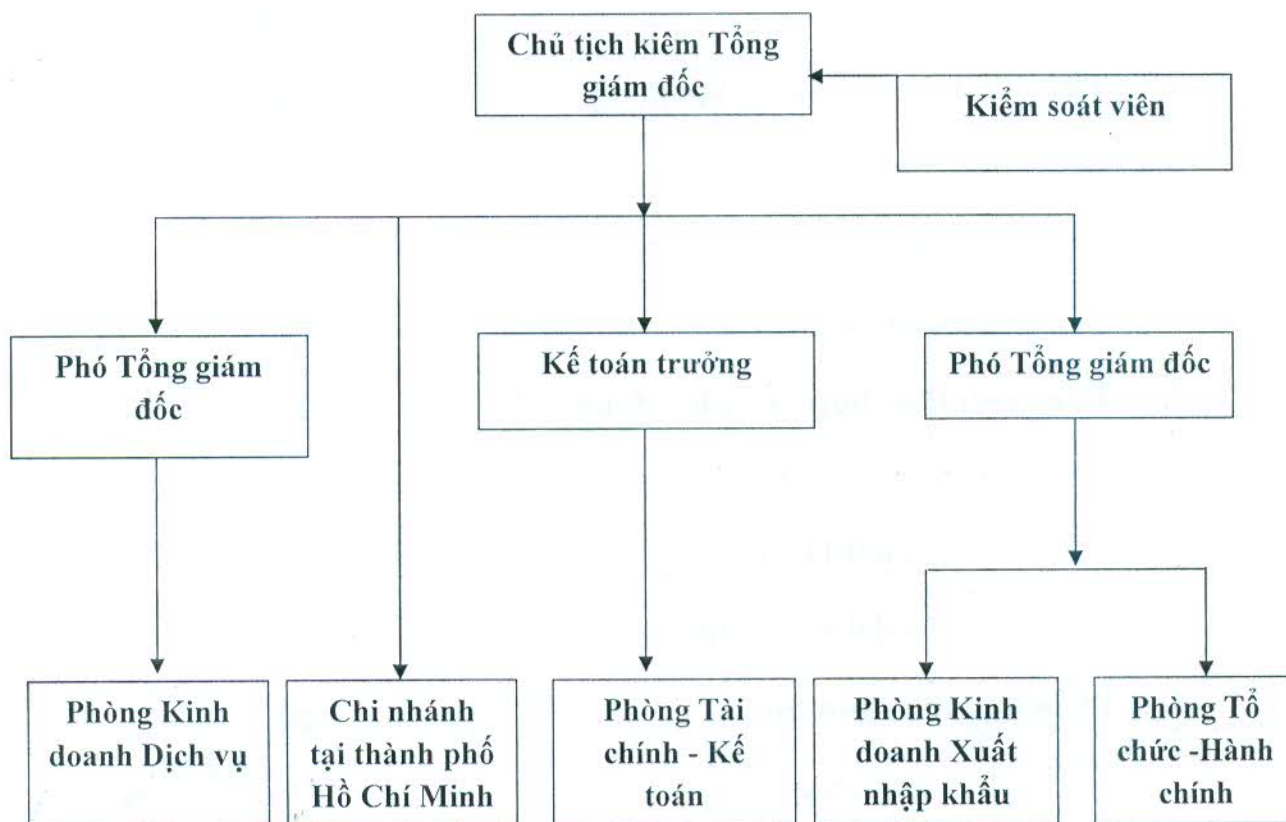 Chủ tịch kiêm Tổng
giám đốc
Kiểm soát viên
Phó Tổng giám
đốc
Kế toán trưởng
Phó Tổng giám đốc
Phòng Kinh
doanh Dịch vụ
Chi nhánh
tại thành phố
Hồ Chí Minh
Phòng Tài
chính - Kế
toán
Phòng Kinh
doanh Xuất
nhập khẩu
Phòng Tổ
chức -Hành
chính